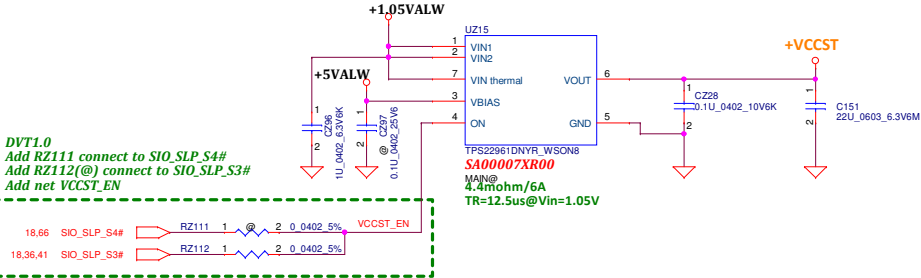 +1.05VALW
UZ15
+VCCST
1
VIN1
2
VIN2
+5VALW
7
VIN thermal
VOUT
6
3
VBIAS
4
ON
GND
5
1
2
CZ96
1U_0402_6.3V6K
1
2
@
CZ97
0.1U_0402_25V6
1
CZ28
0.1U_0402_10V6K
2
1
C151
22U_0603_6.3V6M
2
TPS22961DNYR_WSON8
SA00007XR00
MAIN@
4.4mohm/6A
TR=12.5us@Vin=1.05V
DVT1.0
Add RZ111 connect to SIO_SLP_S4#
Add RZ112(@) connect to SIO_SLP_S3#
Add net VCCST_EN
18,66 SIO_SLP_S4# RZ111 1 @ 2 0_0402_5% VCCST_EN
18,36,41 SIO_SLP_S3# RZ112 1 2 0_0402_5%